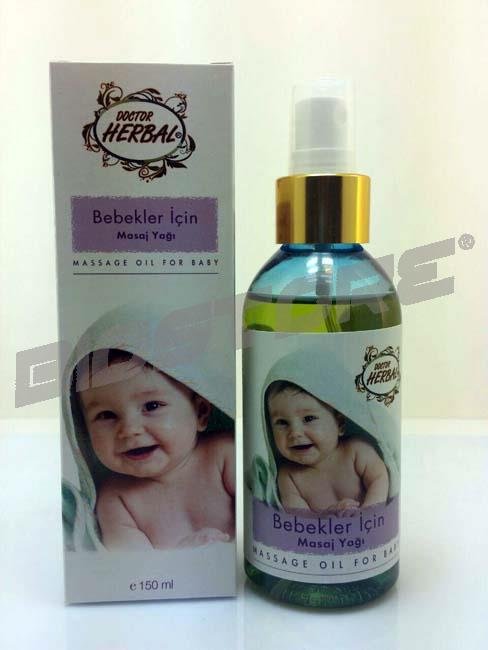 DOCTOR
HERBAL®
Bebekler İçin
Masaj Yağı
MASSAGE OIL FOR BABY
e 150 ml
DOCTOR
HERBAL
Bebekler İçin
Masaj Yağı
MASSAGE OIL FOR BABY